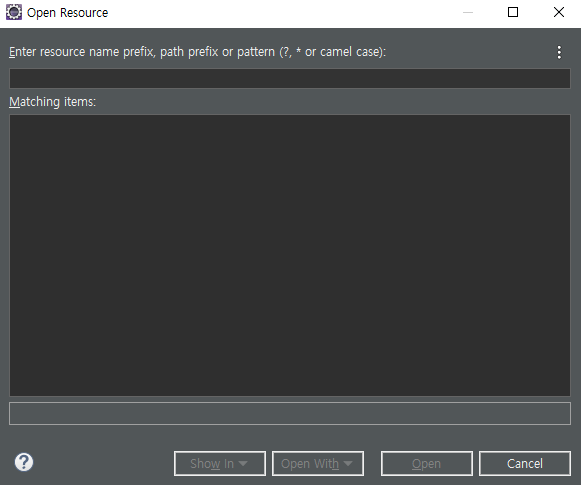 Open Resource
Enter resource name prefix, path prefix or pattern (?, * or camel case):
Matching items:
?
Show In
Open With
Open
Cancel